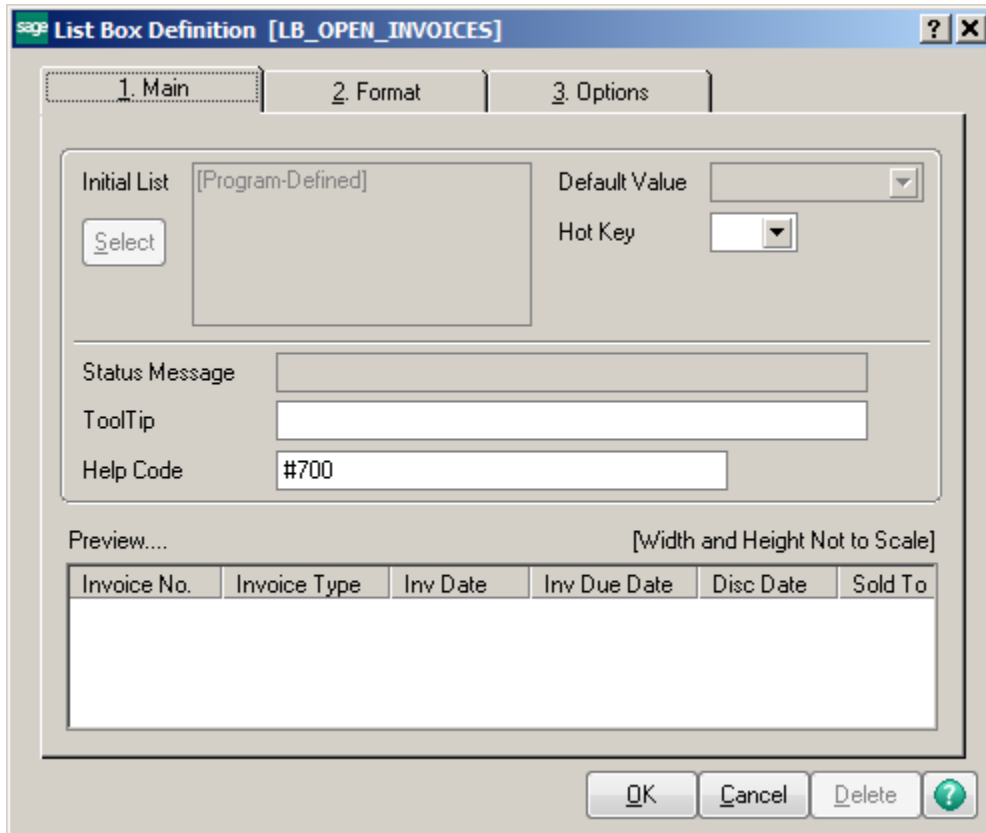 sage List Box Definition [LB_OPEN_INVOICES] ? X
1. Main 2. Format 3. Options
Initial List [Program-Defined] Default Value
Select Hot Key
Status Message
ToolTip
Help Code #700
Preview.... [Width and Height Not to Scale]
Invoice No. Invoice Type Inv Date Inv Due Date Disc Date Sold To
OK Cancel Delete ?